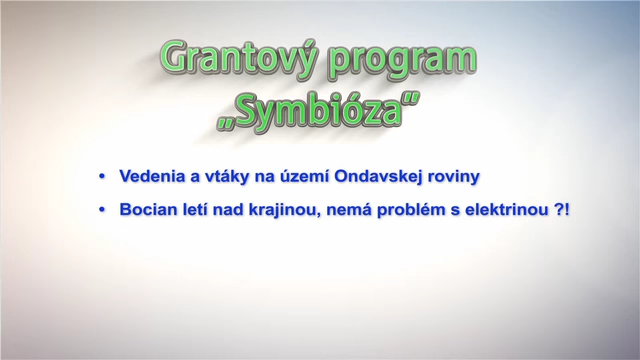 Grantový program
„Symbióza”
• Vedenia a vtáky na území Ondavskej roviny
• Bocian letí nad krajinou, nemá problém s elektrinou ?!